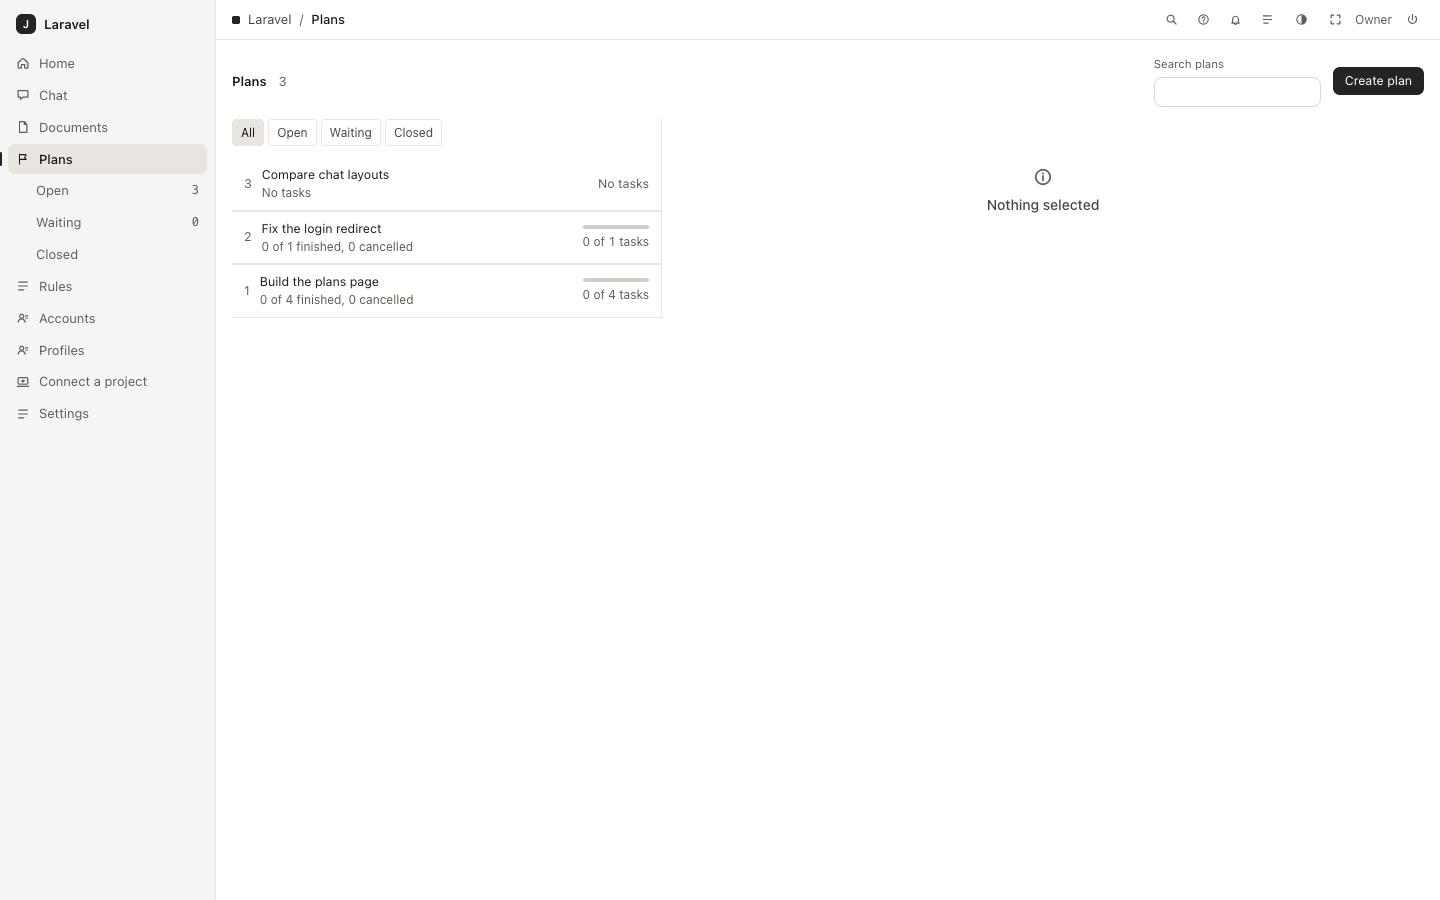 J Laravel
Home
Chat
Documents
Plans
Open 3
Waiting 0
Closed
Rules
Accounts
Profiles
Connect a project
Settings
Laravel / Plans
Owner
Plans 3
Search plans
Create plan
All Open Waiting Closed
3 Compare chat layouts
No tasks
No tasks
2 Fix the login redirect
0 of 1 finished, 0 cancelled
0 of 1 tasks
1 Build the plans page
0 of 4 finished, 0 cancelled
0 of 4 tasks
Nothing selected